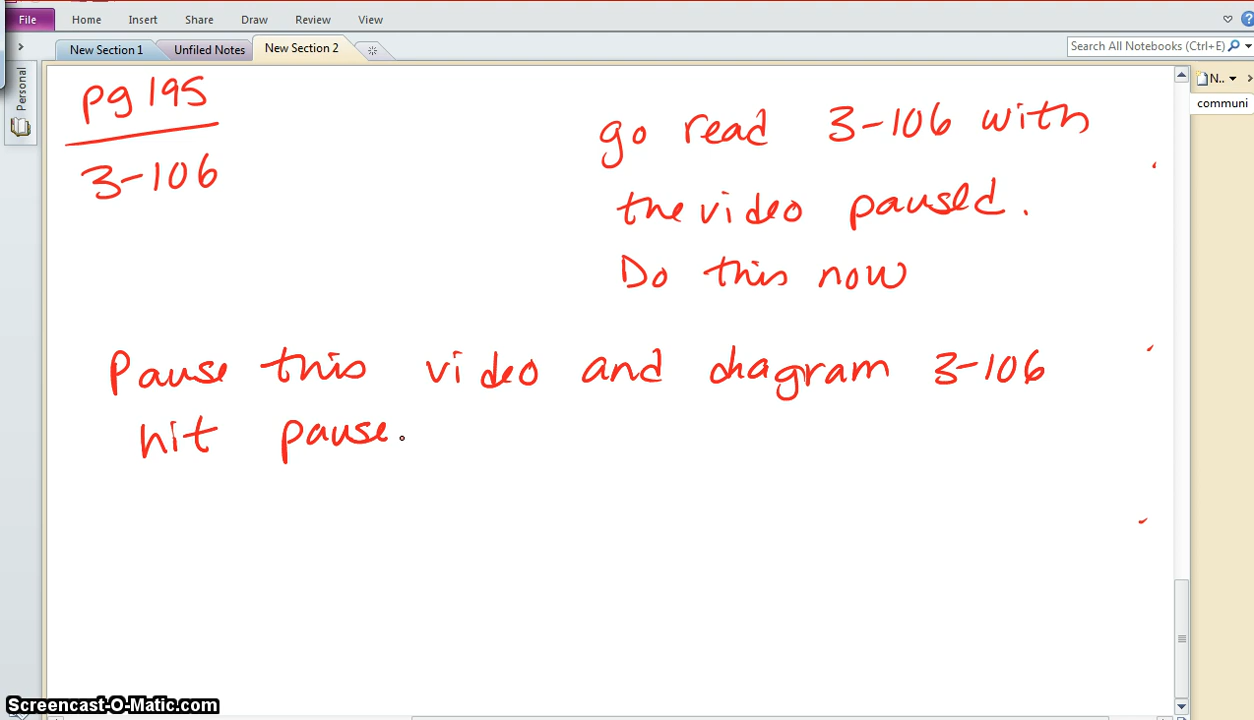 File Home Insert Share Draw Review View
New Section 1 Unfiled Notes New Section 2
Search All Notebooks (Ctrl+E)
Personal
N..
communi
pg 195
3-106
go read 3-106 with
the video paused.
Do this now
Pause this video and diagram 3-106
hit pause.
Screencast-O-Matic.com